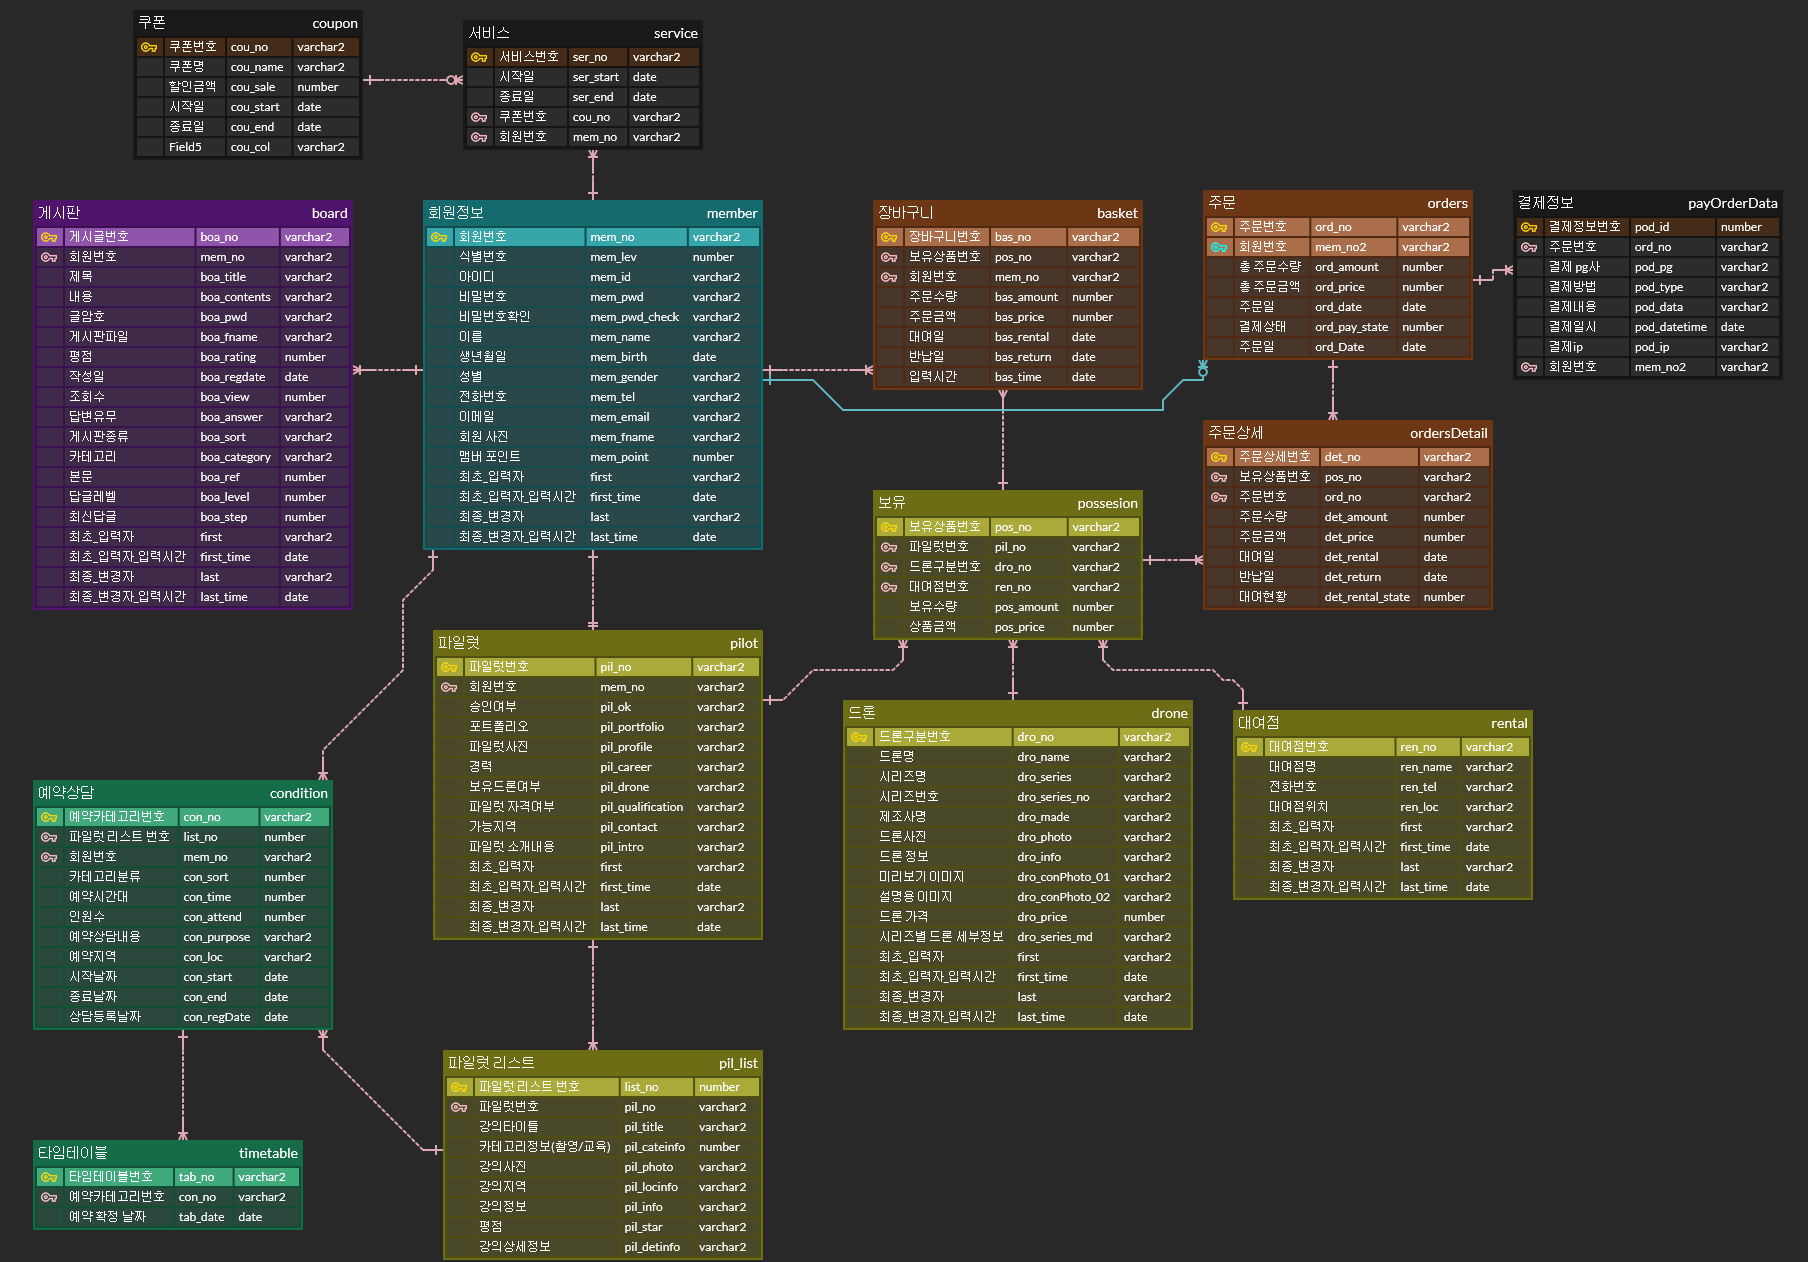 쿠폰 coupon
쿠폰번호 cou_no varchar2
쿠폰명 cou_name varchar2
할인금액 cou_sale number
시작일 cou_start date
종료일 cou_end date
Field5 cou_col varchar2
서비스 service
서비스번호 ser_no varchar2
시작일 ser_start date
종료일 ser_end date
쿠폰번호 cou_no varchar2
회원번호 mem_no varchar2
게시판 board
게시글번호 boa_no varchar2
회원번호 mem_no varchar2
제목 boa_title varchar2
내용 boa_contents varchar2
글암호 boa_pwd varchar2
게시판파일 boa_fname varchar2
평점 boa_rating number
작성일 boa_regdate date
조회수 boa_view number
답변유무 boa_answer varchar2
게시판종류 boa_sort varchar2
카테고리 boa_category varchar2
본문 boa_ref number
답글레벨 boa_level number
최신답글 boa_step number
최초_입력자 first varchar2
최초_입력자_입력시간 first_time date
최종_변경자 last varchar2
최종_변경자_입력시간 last_time date
회원정보 member
회원번호 mem_no varchar2
식별번호 mem_lev number
아이디 mem_id varchar2
비밀번호 mem_pwd varchar2
비밀번호확인 mem_pwd_check varchar2
이름 mem_name varchar2
생년월일 mem_birth date
성별 mem_gender varchar2
전화번호 mem_tel varchar2
이메일 mem_email varchar2
회원 사진 mem_fname varchar2
맴버 포인트 mem_point number
최초_입력자 first varchar2
최초_입력자_입력시간 first_time date
최종_변경자 last varchar2
최종_변경자_입력시간 last_time date
장바구니 basket
장바구니번호 bas_no varchar2
보유상품번호 pos_no varchar2
회원번호 mem_no varchar2
주문수량 bas_amount number
주문금액 bas_price number
대여일 bas_rental date
반납일 bas_return date
입력시간 bas_time date
주문 orders
주문번호 ord_no varchar2
회원번호 mem_no2 varchar2
총 주문수량 ord_amount number
총 주문금액 ord_price number
주문일 ord_date date
결제상태 ord_pay_state number
주문일 ord_Date date
결제정보 payOrderData
결제정보번호 pod_id number
주문번호 ord_no varchar2
결제 pg사 pod_pg varchar2
결제방법 pod_type varchar2
결제내용 pod_data varchar2
결제일시 pod_datetime date
결제ip pod_ip varchar2
회원번호 mem_no2 varchar2
주문상세 ordersDetail
주문상세번호 det_no varchar2
보유상품번호 pos_no varchar2
주문번호 ord_no varchar2
주문수량 det_amount number
주문금액 det_price number
대여일 det_rental date
반납일 det_return date
대여현황 det_rental_state number
보유 possesion
보유상품번호 pos_no varchar2
파일럿번호 pil_no varchar2
드론구분번호 dro_no varchar2
대여점번호 ren_no varchar2
보유수량 pos_amount number
상품금액 pos_price number
파일럿 pilot
파일럿번호 pil_no varchar2
회원번호 mem_no varchar2
승인여부 pil_ok varchar2
포트폴리오 pil_portfolio varchar2
파일럿사진 pil_profile varchar2
경력 pil_career varchar2
보유드론여부 pil_drone varchar2
파일럿 자격여부 pil_qualification varchar2
가능지역 pil_contact varchar2
파일럿 소개내용 pil_intro varchar2
최초_입력자 first varchar2
최초_입력자_입력시간 first_time date
최종_변경자 last varchar2
최종_변경자_입력시간 last_time date
드론 drone
드론구분번호 dro_no varchar2
드론명 dro_name varchar2
시리즈명 dro_series varchar2
시리즈번호 dro_series_no varchar2
제조사명 dro_made varchar2
드론사진 dro_photo varchar2
드론 정보 dro_info varchar2
미리보기 이미지 dro_conPhoto_01 varchar2
설명용 이미지 dro_conPhoto_02 varchar2
드론 가격 dro_price number
시리즈별 드론 세부정보 dro_series_md varchar2
최초_입력자 first varchar2
최초_입력자_입력시간 first_time date
최종_변경자 last varchar2
최종_변경자_입력시간 last_time date
대여점 rental
대여점번호 ren_no varchar2
대여점명 ren_name varchar2
전화번호 ren_tel varchar2
대여점위치 ren_loc varchar2
최초_입력자 first varchar2
최초_입력자_입력시간 first_time date
최종_변경자 last varchar2
최종_변경자_입력시간 last_time date
예약상담 condition
예약카테고리번호 con_no varchar2
파일럿 리스트 번호 list_no number
회원번호 mem_no varchar2
카테고리분류 con_sort number
예약시간대 con_time number
인원수 con_attend number
예약상담내용 con_purpose varchar2
예약지역 con_loc varchar2
시작날짜 con_start date
종료날짜 con_end date
상담등록날짜 con_regDate date
파일럿 리스트 pil_list
파일럿 리스트 번호 list_no number
파일럿번호 pil_no varchar2
강의타이틀 pil_title varchar2
카테고리정보(촬영/교육) pil_cateinfo number
강의사진 pil_photo varchar2
강의지역 pil_locinfo varchar2
강의정보 pil_info varchar2
평점 pil_star varchar2
강의상세정보 pil_detinfo varchar2
타임테이블 timetable
타임테이블번호 tab_no varchar2
예약카테고리번호 con_no varchar2
예약 확정 날짜 tab_date date